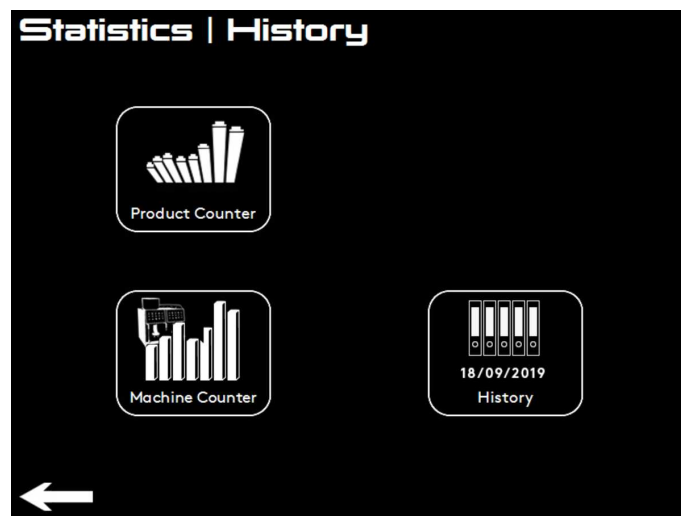 Statistics | History
Product Counter
Machine Counter
18/09/2019
History